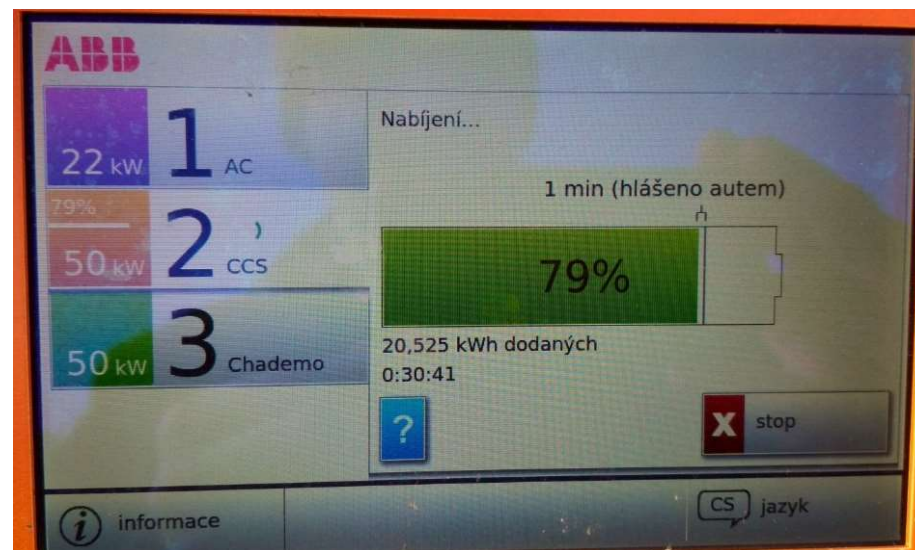 ABB
22 kW 1 AC
79%
50 kW 2 CCS
50 kW 3 Chademo
Nabíjení...
1 min (hlášeno autem)
79%
20,525 kWh dodaných
0:30:41
?
X stop
i informace
CS jazyk